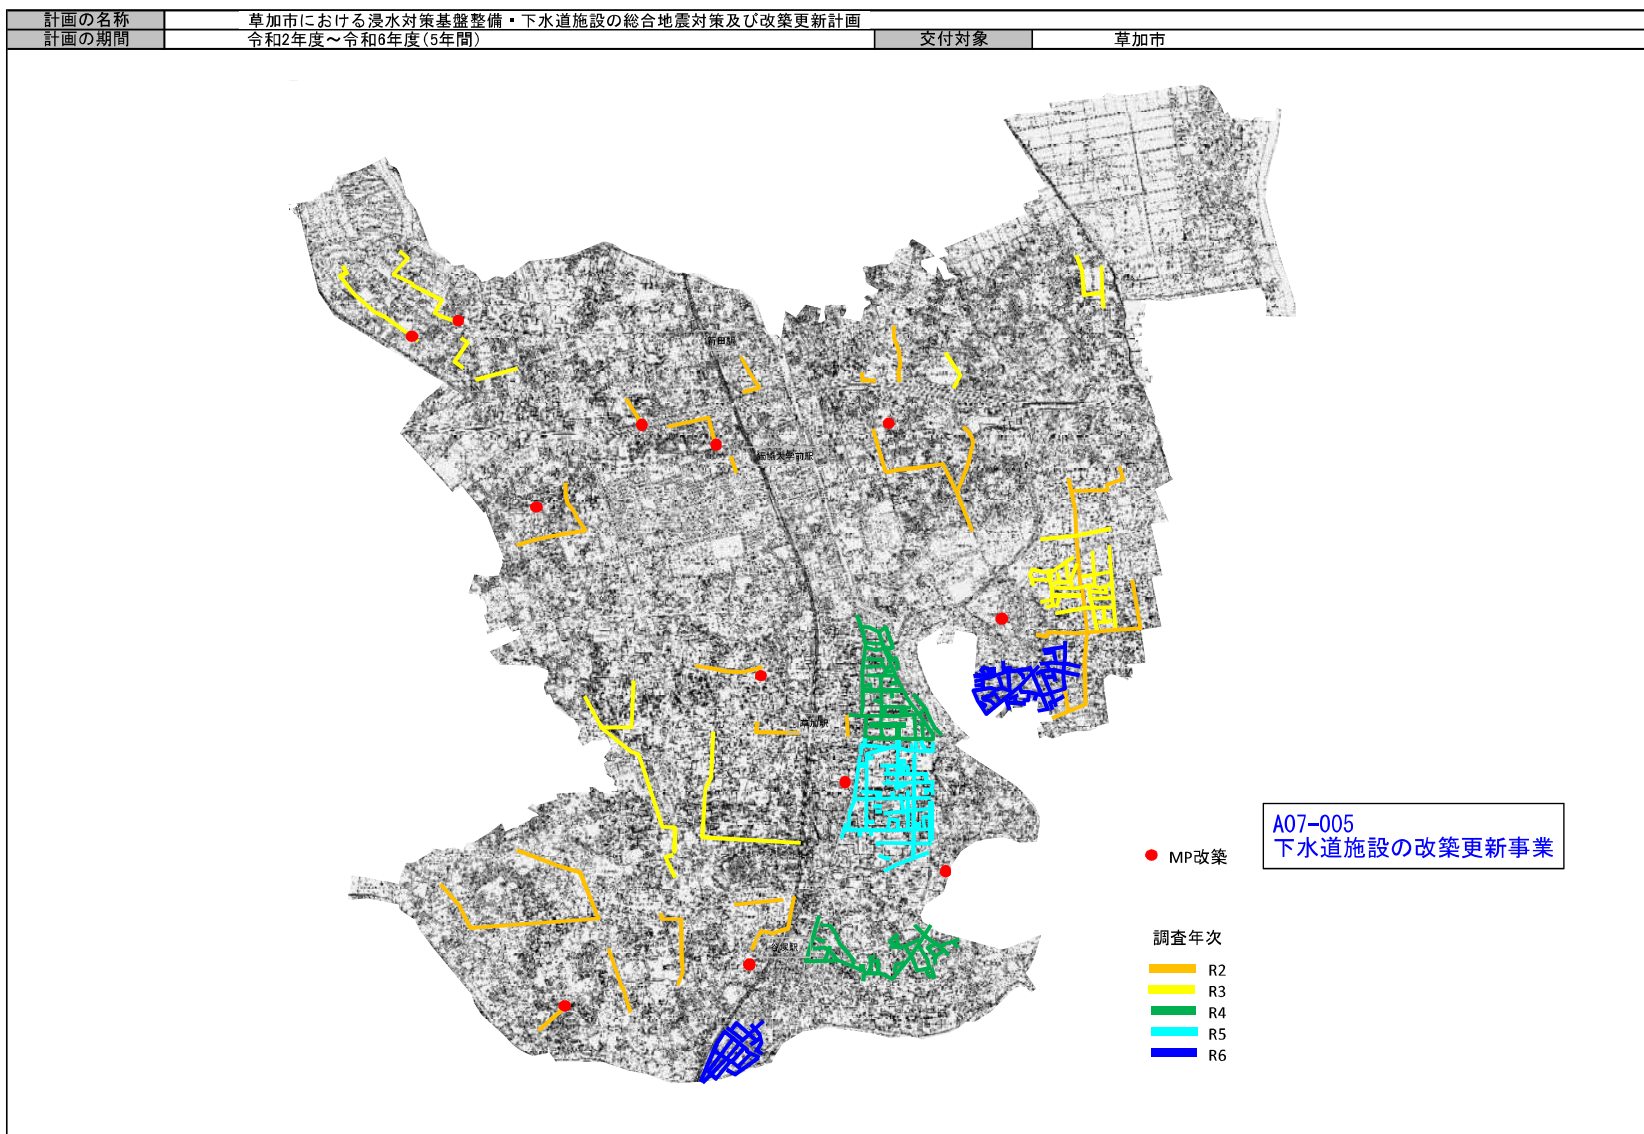 計画の名称
草加市における浸水対策基盤整備・下水道施設の総合地震対策及び改築更新計画
計画の期間
令和2年度～令和6年度(5年間)
交付対象
草加市
新田駅
草加駅
谷塚駅
A07-005
下水道施設の改築更新事業
MP改築
調査年次
R2
R3
R4
R5
R6